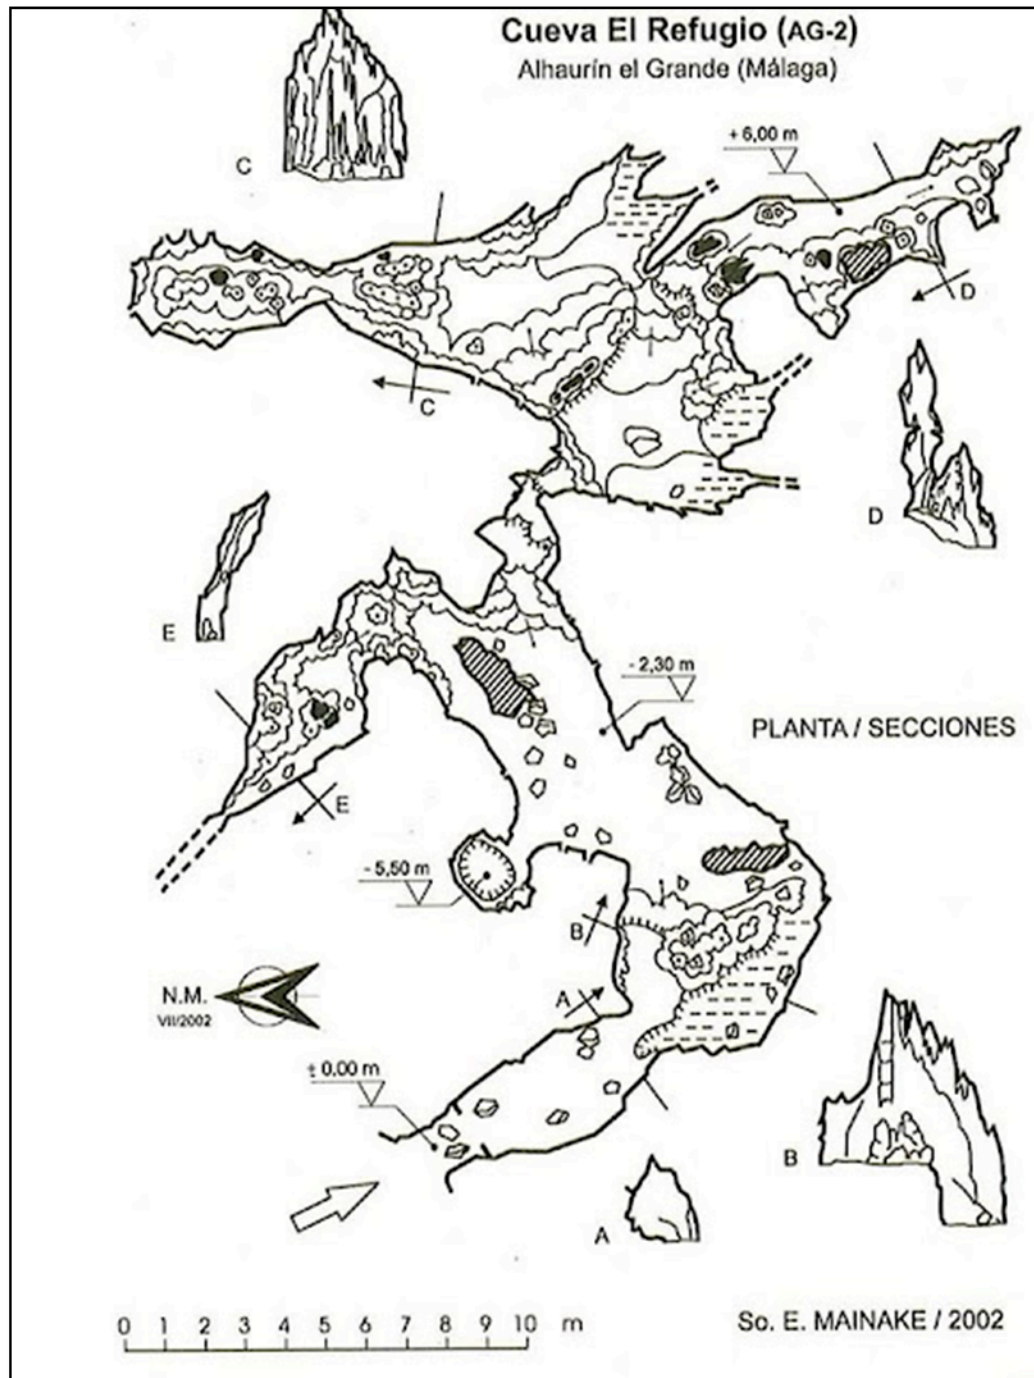 Cueva El Refugio (AG-2)
Alhaurín el Grande (Málaga)
C
+ 6,00 m
D
C
D
E
- 2,30 m
PLANTA / SECCIONES
E
- 5,50 m
B
A
N.M.
VII/2002
± 0.00 m
B
A
0 1 2 3 4 5 6 7 8 9 10 m
So. E. MAINAKE / 2002